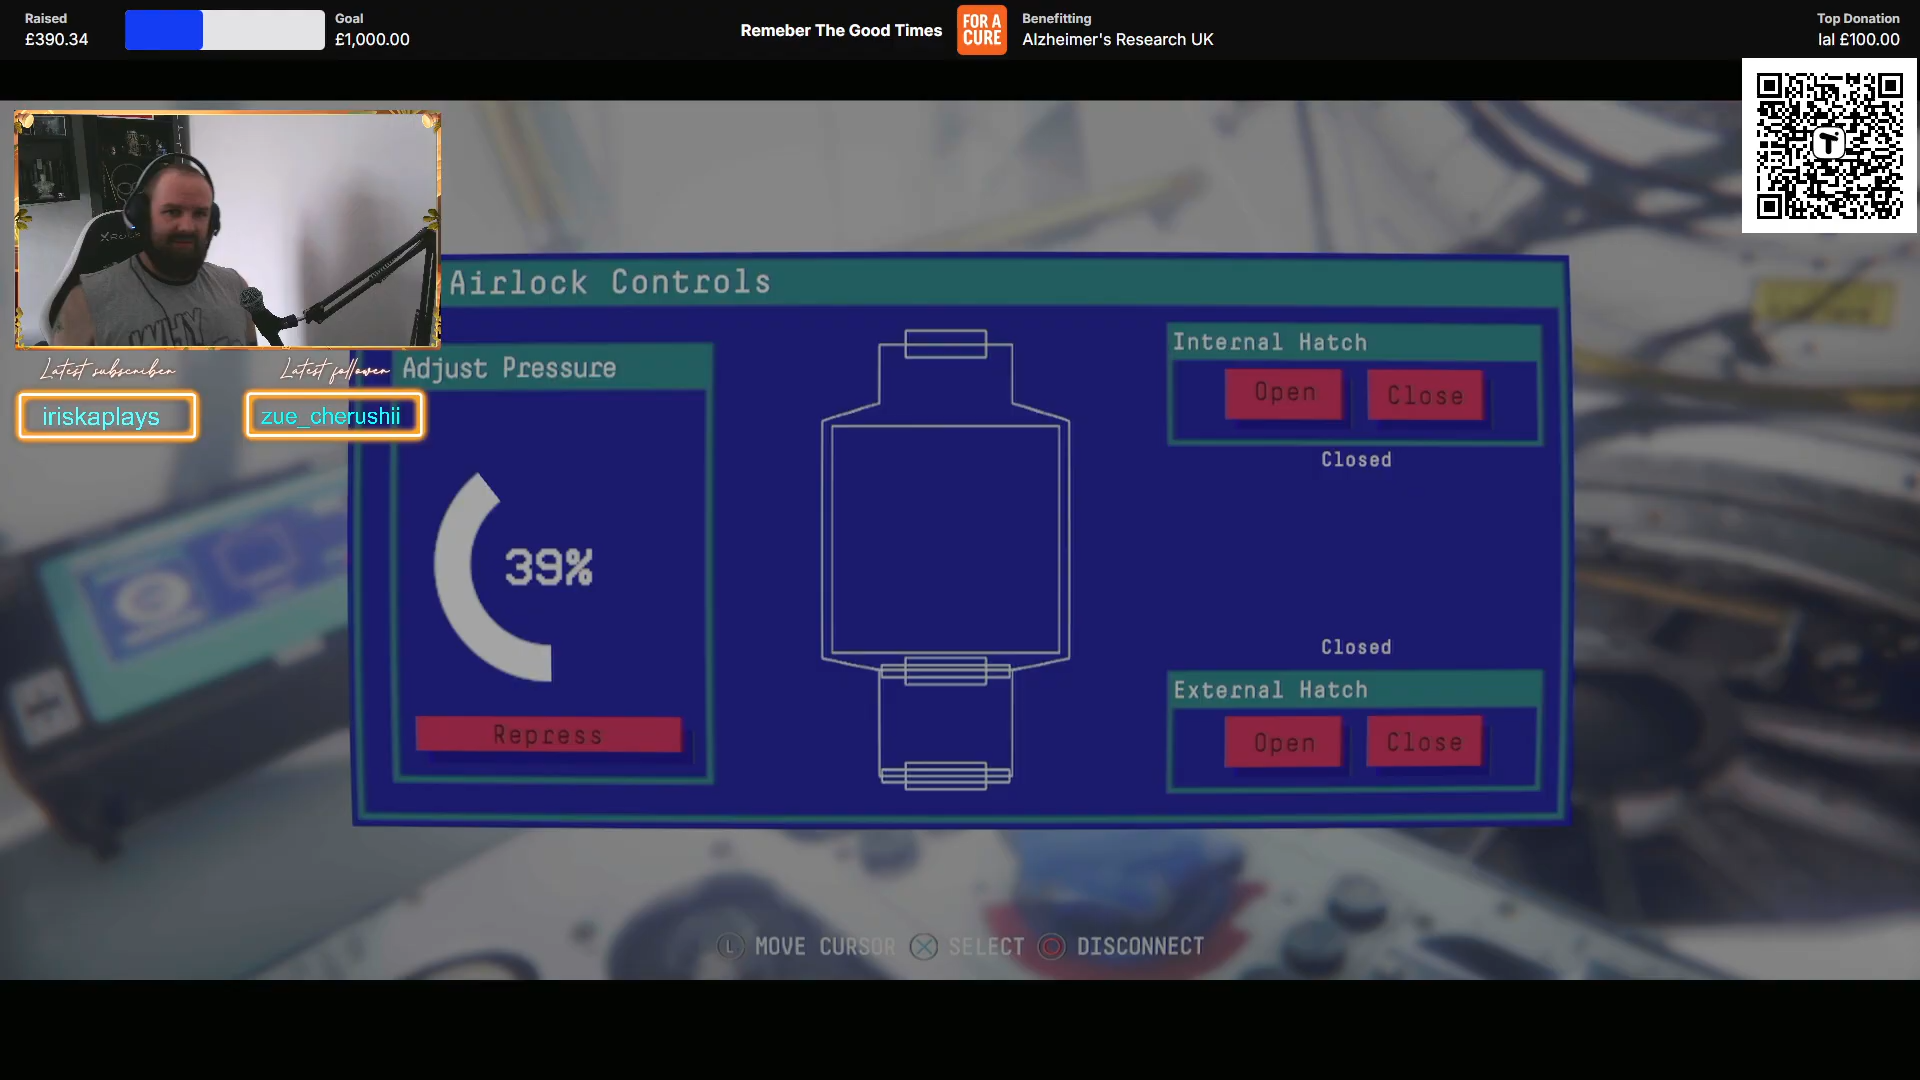 Raised
£390.34
Goal
£1,000.00
Remeber The Good Times
FOR A
CURE
Benefitting
Alzheimer's Research UK
Top Donation
lal £100.00
T
Latest subscriber
iriskaplays
Latest follower
zue_cherushii
Airlock Controls
Adjust Pressure
39%
Repress
Internal Hatch
Open
Close
Closed
Closed
External Hatch
Open
Close
L MOVE CURSOR
SELECT
DISCONNECT
WHY